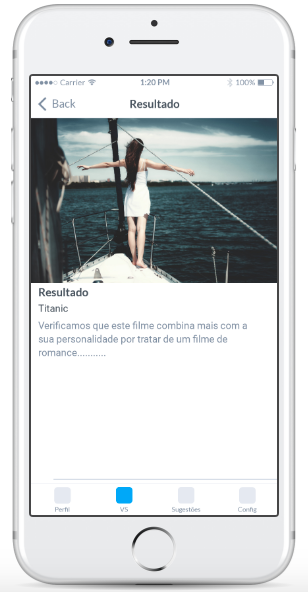 Carrier 1:20 PM 100%
Back Resultado
Resultado
Titanic
Verificamos que este filme combina mais com a
sua personalidade por tratar de um filme de
romance...........
Perfil VS Sugestões Config